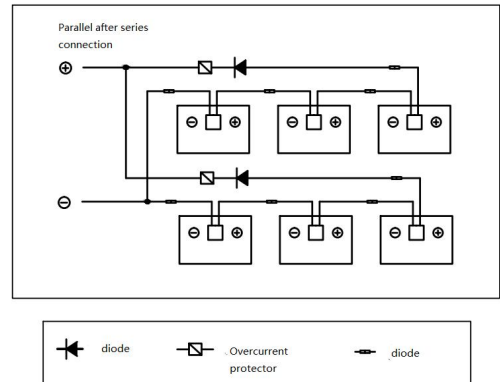 Parallel after series
connection
⊕
⊖ ⊕ ⊖ ⊕ ⊖ ⊕
⊖
⊖ ⊕ ⊖ ⊕ ⊖ ⊕
diode
Overcurrent
protector
diode